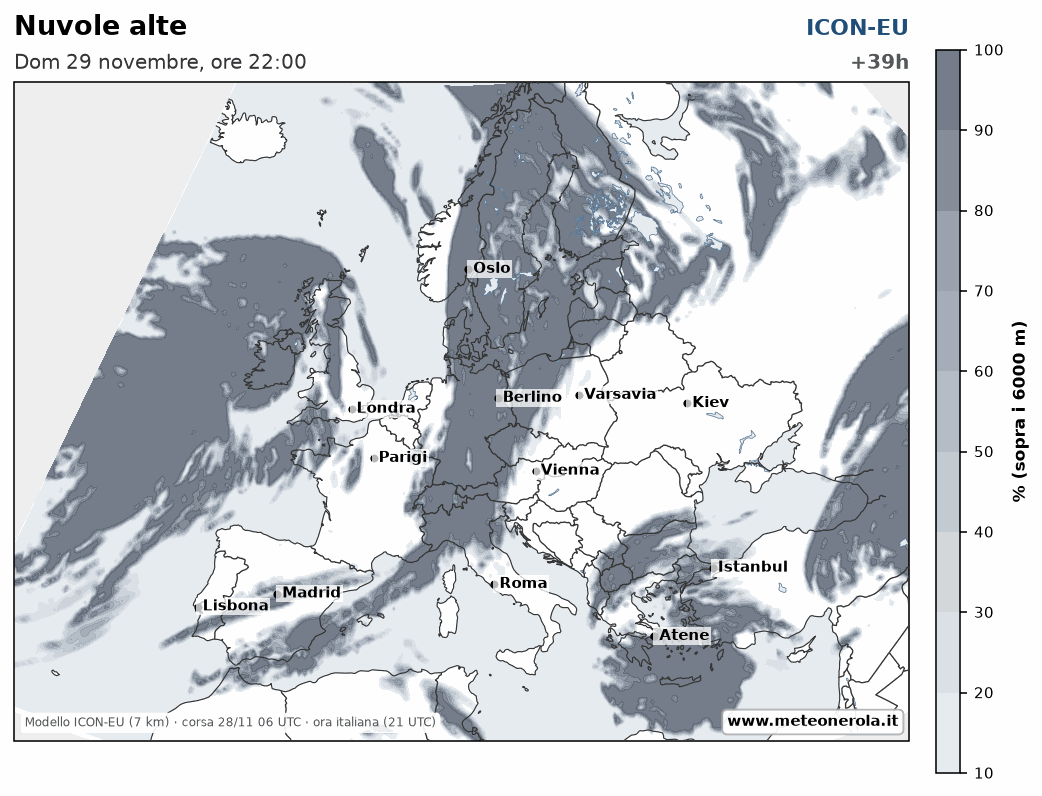 Nuvole alte
ICON-EU
Dom 29 novembre, ore 22:00
+39h
100
90
80
70
60
50
40
30
20
10
% (sopra i 6000 m)
Oslo
Berlino
Varsavia
Kiev
Londra
Parigi
Vienna
Istanbul
Roma
Madrid
Lisbona
Atene
Modello ICON-EU (7 km) · corsa 28/11 06 UTC · ora italiana (21 UTC)
www.meteonerola.it